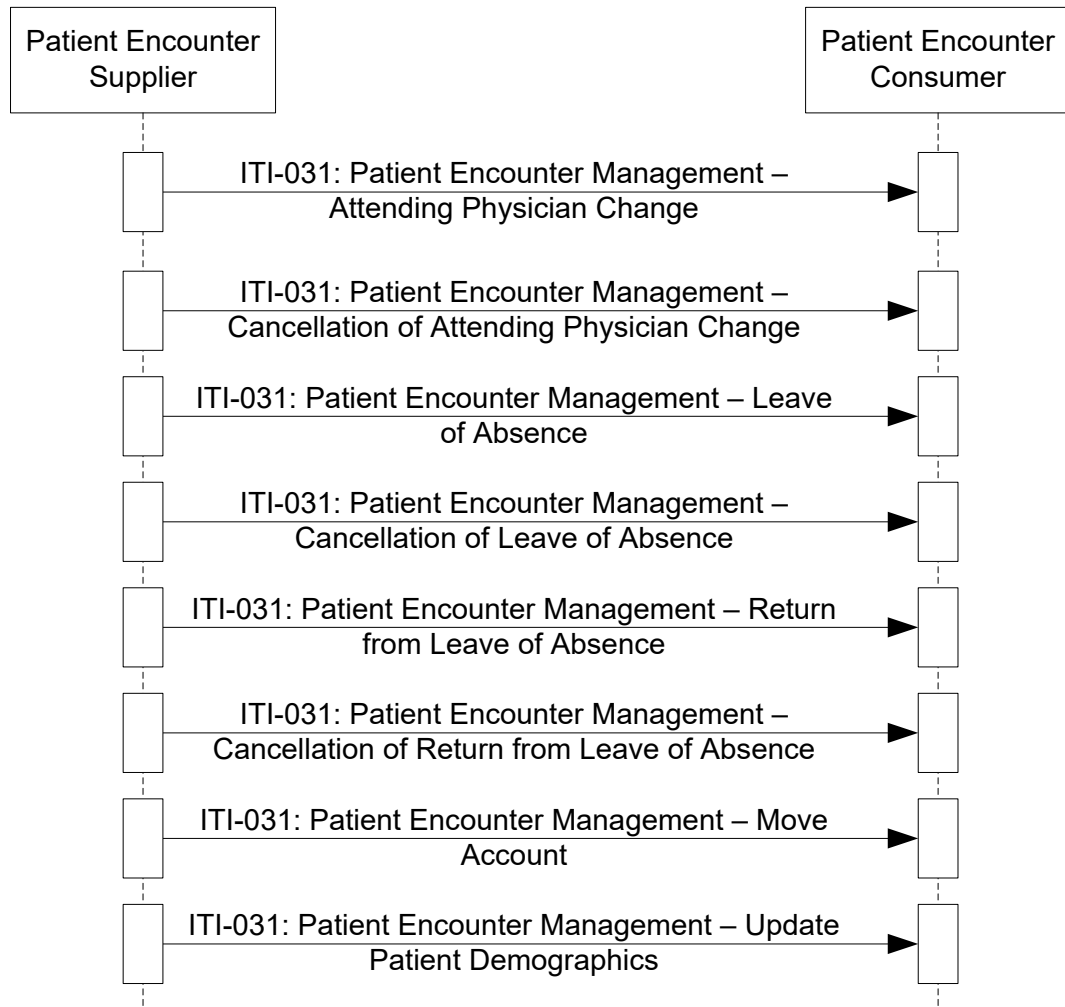 Patient Encounter
Supplier
Patient Encounter
Consumer
ITI-031: Patient Encounter Management –
Attending Physician Change
ITI-031: Patient Encounter Management –
Cancellation of Attending Physician Change
ITI-031: Patient Encounter Management – Leave
of Absence
ITI-031: Patient Encounter Management –
Cancellation of Leave of Absence
ITI-031: Patient Encounter Management – Return
from Leave of Absence
ITI-031: Patient Encounter Management –
Cancellation of Return from Leave of Absence
ITI-031: Patient Encounter Management – Move
Account
ITI-031: Patient Encounter Management – Update
Patient Demographics